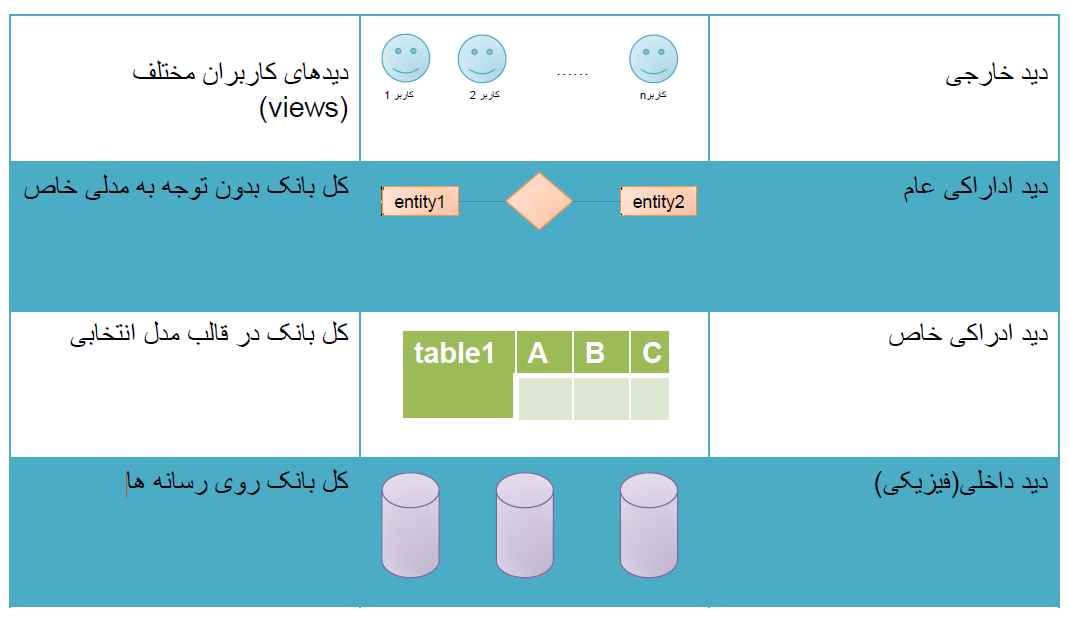 دید خارجی
کاربر 1
کاربر 2
......
کاربرn
دیدهای کاربران مختلف
(views)
دید اداراکی عام
entity1
entity2
کل بانک بدون توجه به مدلی خاص
دید ادراکی خاص
table1 A B C
کل بانک در قالب مدل انتخابی
دید داخلی(فیزیکی)
کل بانک روی رسانه ها